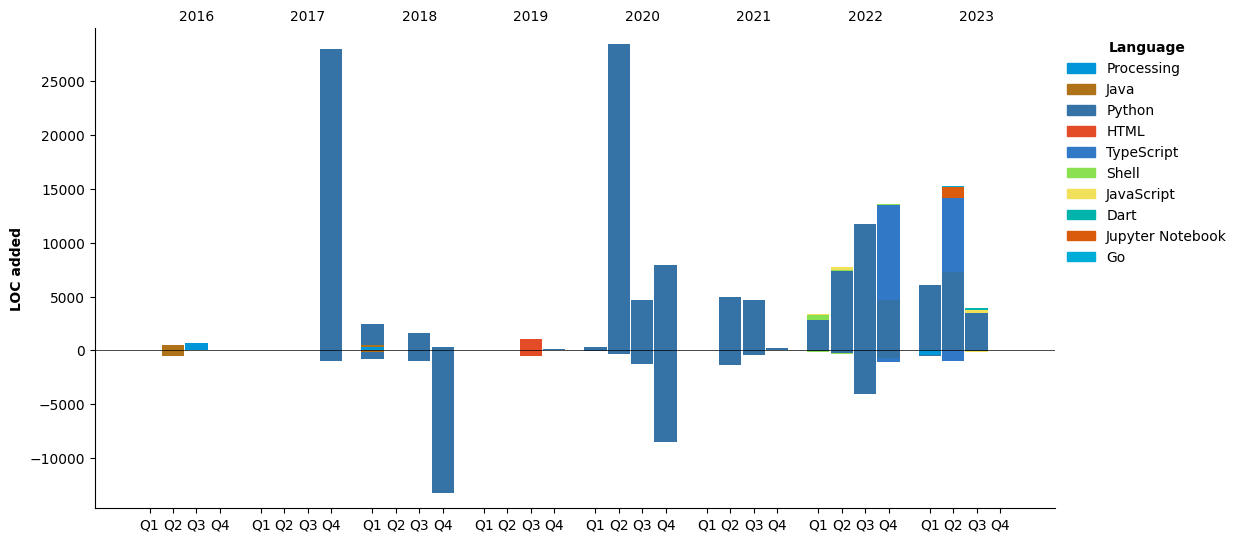 2016 2017 2018 2019 2020 2021 2022 2023
LOC added
25000
20000
15000
10000
5000
0
−5000
−10000
Q1 Q2 Q3 Q4 Q1 Q2 Q3 Q4 Q1 Q2 Q3 Q4 Q1 Q2 Q3 Q4 Q1 Q2 Q3 Q4 Q1 Q2 Q3 Q4 Q1 Q2 Q3 Q4 Q1 Q2 Q3 Q4
Language
Processing
Java
Python
HTML
TypeScript
Shell
JavaScript
Dart
Jupyter Notebook
Go